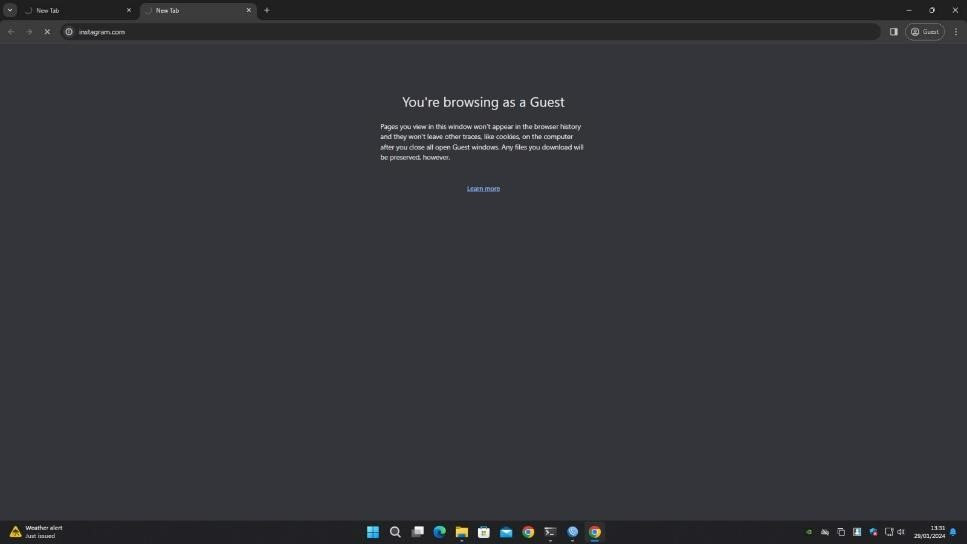 New Tab
New Tab
instagram.com
Guest
You're browsing as a Guest
Pages you view in this window won't appear in the browser history
and they won't leave other traces, like cookies, on the computer
after you close all open Guest windows. Any files you download will
be preserved, however.
Learn more
Weather alert
Just issued
13:31
29/01/2024